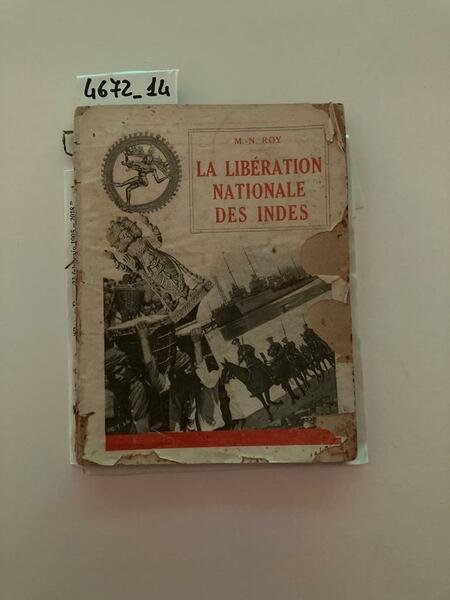 4672_14
M.-N. ROY
LA LIBÉRATION
NATIONALE
DES INDES